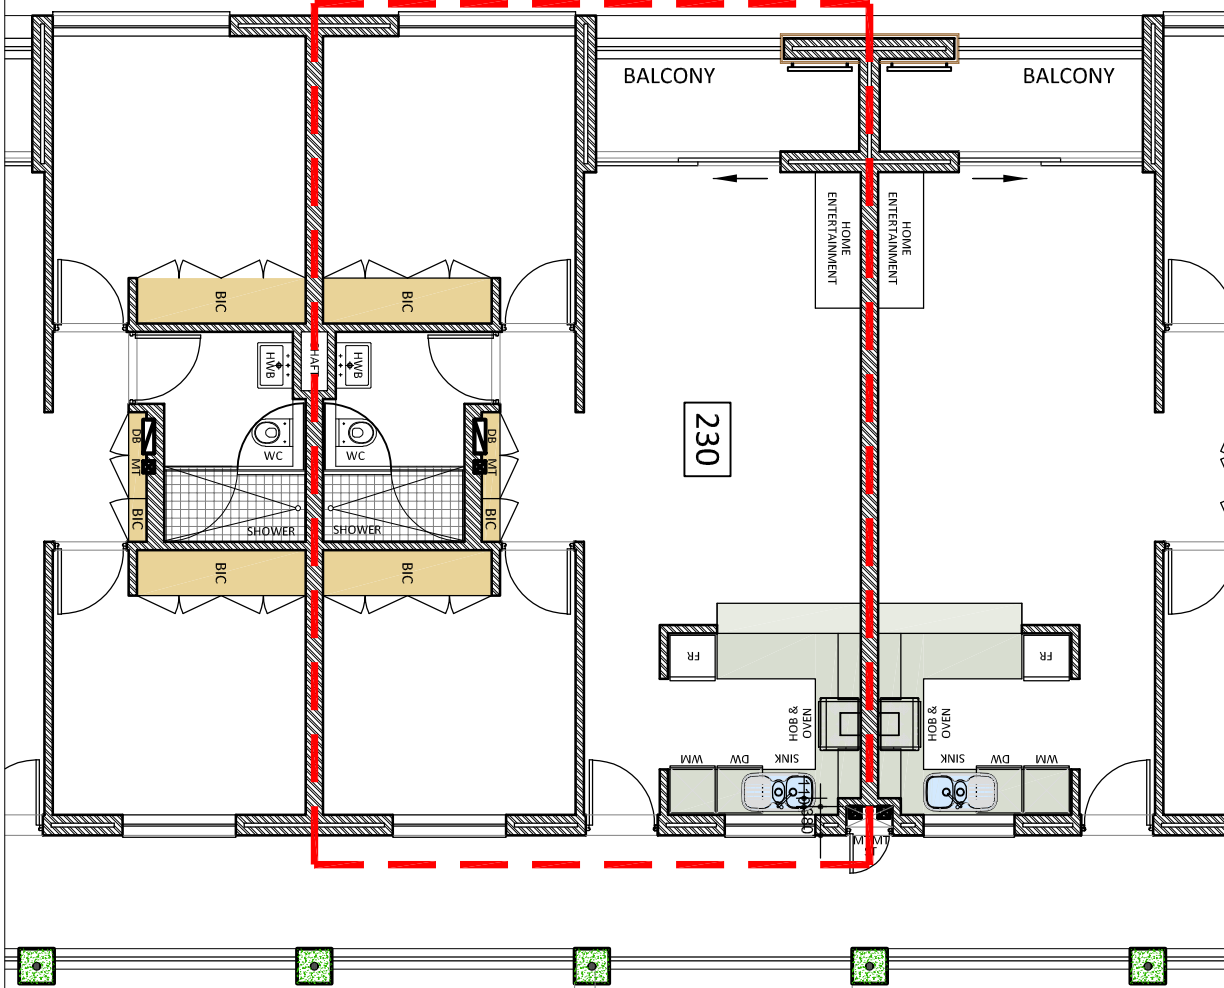 BALCONY
BALCONY
HOME
ENTERTAINMENT
HOME
ENTERTAINMENT
BIC
BIC
HWB
SHAFT
HWB
DB
MT
BIC
WC
WC
DB
MT
BIC
SHOWER
SHOWER
230
BIC
BIC
FR
FR
HOB &
OVEN
HOB &
OVEN
WM
DW
SINK
SINK
DW
WM
MT
MT